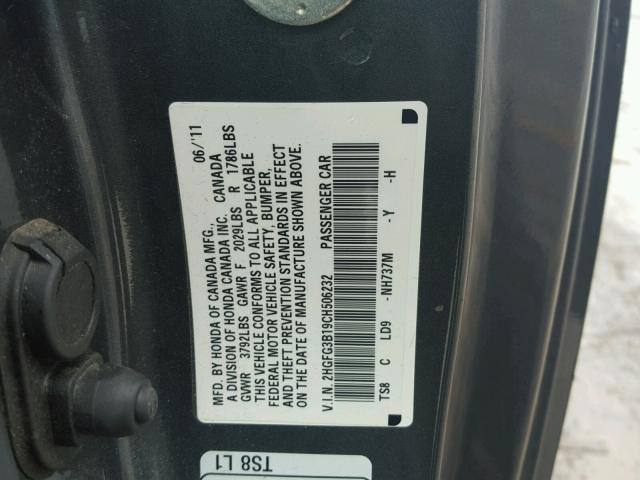 MFD. BY HONDA OF CANADA MFG., 06/'11
A DIVISION OF HONDA CANADA INC. CANADA
GVWR 3792LBS GAWR F 2029LBS R 1786LBS
THIS VEHICLE CONFORMS TO ALL APPLICABLE
FEDERAL MOTOR VEHICLE SAFETY, BUMPER,
AND THEFT PREVENTION STANDARDS IN EFFECT
ON THE DATE OF MANUFACTURE SHOWN ABOVE.
V.I.N. 2HGFG3B19CH506232 PASSENGER CAR
TS8 C LD9 -NH737M -Y -H
TS8 L1